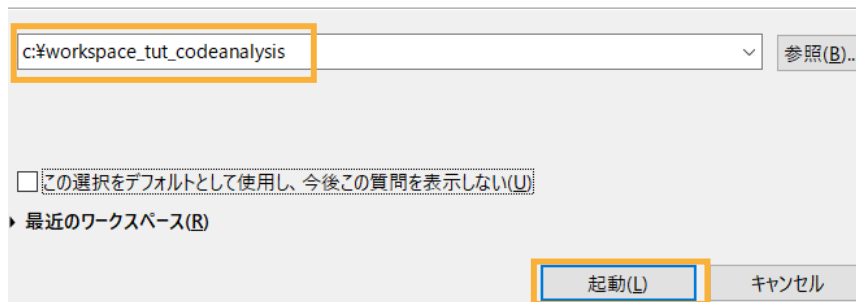 c:¥workspace_tut_codeanalysis
参照(B)...
この選択をデフォルトとして使用し、今後この質問を表示しない(U)
最近のワークスペース(R)
起動(L)
キャンセル